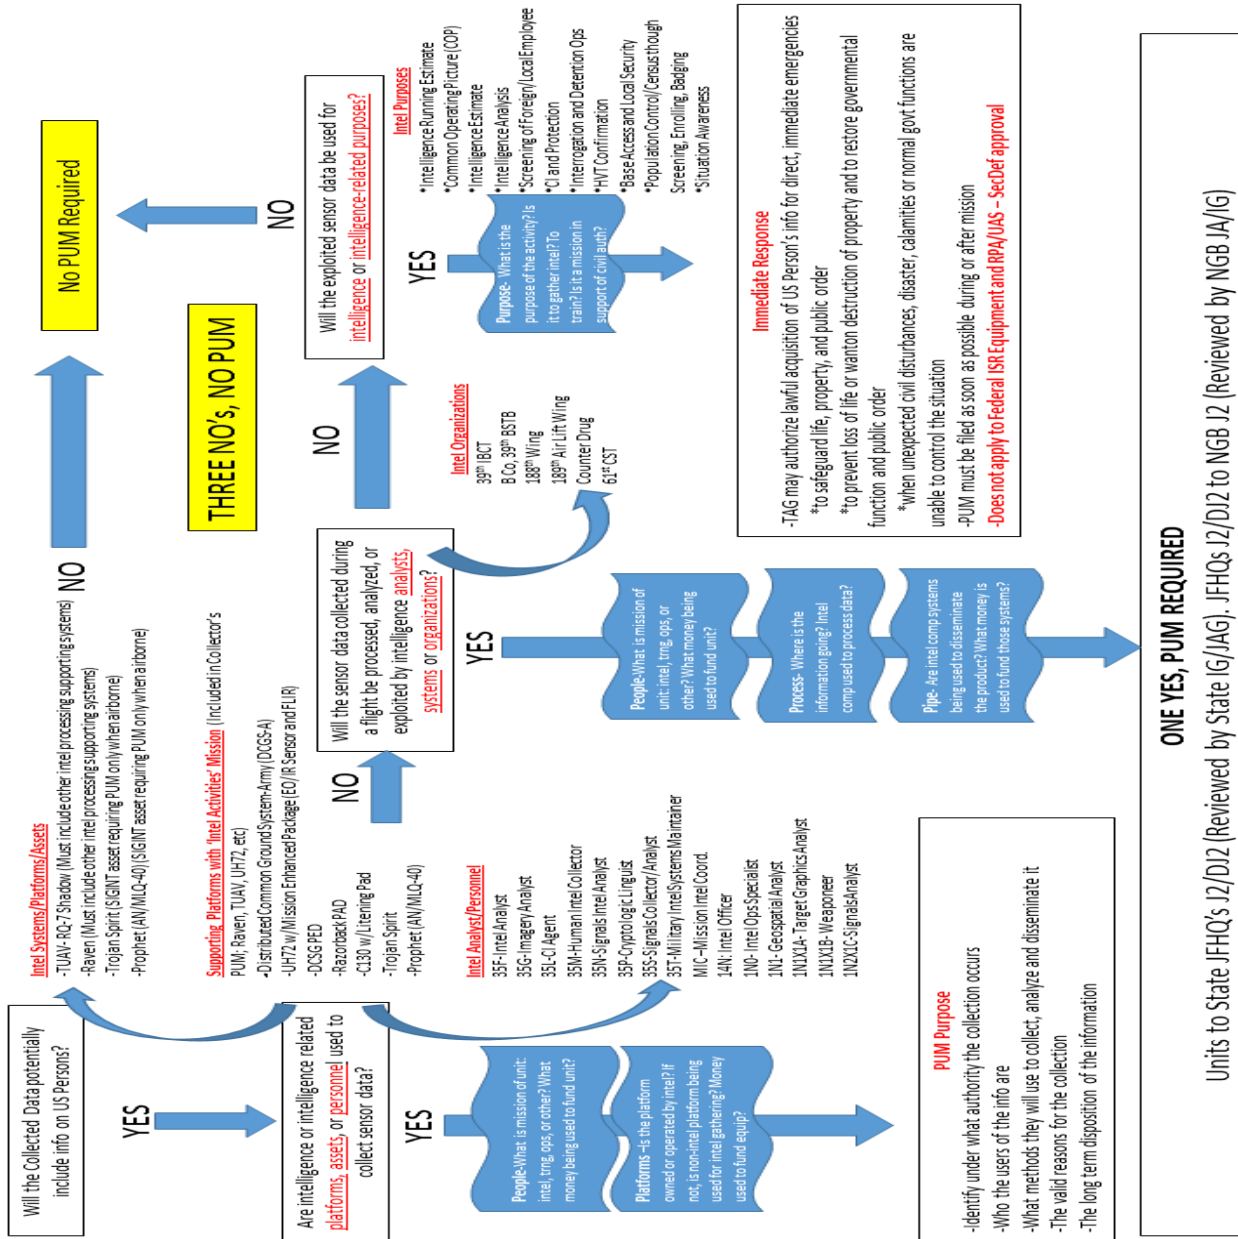 Will the Collected Data potentially
include info on US Persons?
YES
Are intelligence or intelligence related
platforms, assets, or personnel used to
collect sensor data?
YES
People-What is mission of unit:
intel, trng, ops, or other? What
money being used to fund unit?
Platforms –Is the platform
owned or operated by intel? If
not, is non-intel platform being
used for intel gathering? Money
used to fund equip?
PUM Purpose
-Identify under what authority the collection occurs
-Who the users of the info are
-What methods they will use to collect, analyze and disseminate it
-The valid reasons for the collection
-The long term disposition of the information
Intel Systems/Platforms/Assets
-TUAV-RQ-7 Shadow (Must include other intel processing supporting systems)
-Raven (Must include other intel processing supporting systems)
-Trojan Spirit (SIGINT asset requiring PUM only when airborne)
-Prophet (AN/MLQ-40) (SIGINT asset requiring PUM only when airborne)
NO
Supporting Platforms with 'Intel Activities' Mission (Included in Collector's
PUM; Raven, TUAV, UH72, etc)
-Distributed Common Ground System-Army (DCGS-A)
-UH72 w/Mission Enhanced Package (EO/IR Sensor and FLIR)
-DCSG PED
-Razorback PAD
-C130 w/ Litening Pad
-Trojan Spirit
-Prophet (AN/MLQ-40)
NO
Intel Analyst/Personnel
35F-Intel Analyst
35G-Imagery Analyst
35L-CI Agent
35M-Human Intel Collector
35N-Signals Intel Analyst
35P-Cryptologic Linguist
35S-Signals Collector/Analyst
35T-Military Intel Systems Maintainer
MIC –Mission Intel Coord.
14N: Intel Officer
1N0- Intel Ops Specialist
1N1- Geospatial Analyst
1N1X1A- Target Graphics Analyst
1N1X1B- Weaponeer
1N2X1C-Signals Analyst
Will the sensor data collected during
a flight be processed, analyzed, or
exploited by intelligence analysts,
systems or organizations?
YES
People-What is mission of
unit: intel, trng, ops, or
other? What money being
used to fund unit?
Process- Where is the
information going? Intel
comp used to process data?
Pipe- Are intel comp systems
being used to disseminate
the product? What money is
used to fund those systems?
NO
Intel Organizations
39th IBCT
B Co, 39th BSTB
188th Wing
189th Air Lift Wing
Counter Drug
61st CST
No PUM Required
THREE NO's, NO PUM
NO
Will the exploited sensor data be used for
intelligence or intelligence-related purposes?
YES
Purpose- What is the
purpose of the activity? Is
it to gather intel? To
train? Is it a mission in
support of civil auth?
Intel Purposes
*Intelligence Running Estimate
*Common Operating Picture (COP)
*Intelligence Estimate
*Intelligence Analysis
*Screening of Foreign/Local Employee
*CI and Protection
*Interrogation and Detention Ops
*HVT Confirmation
*Base Access and Local Security
*Population Control/Census though
Screening, Enrolling, Badging
*Situation Awareness
Immediate Response
-TAG may authorize lawful acquisition of US Person's info for direct, immediate emergencies
*to safeguard life, property, and public order
*to prevent loss of life or wanton destruction of property and to restore governmental
function and public order
*when unexpected civil disturbances, disaster, calamities or normal govt functions are
unable to control the situation
-PUM must be filed as soon as possible during or after mission
-Does not apply to Federal ISR Equipment and RPA/UAS – SecDef approval
ONE YES, PUM REQUIRED
Units to State JFHQ's J2/DJ2 (Reviewed by State IG/JAG). JFHQs J2/DJ2 to NGB J2 (Reviewed by NGB JA/IG)